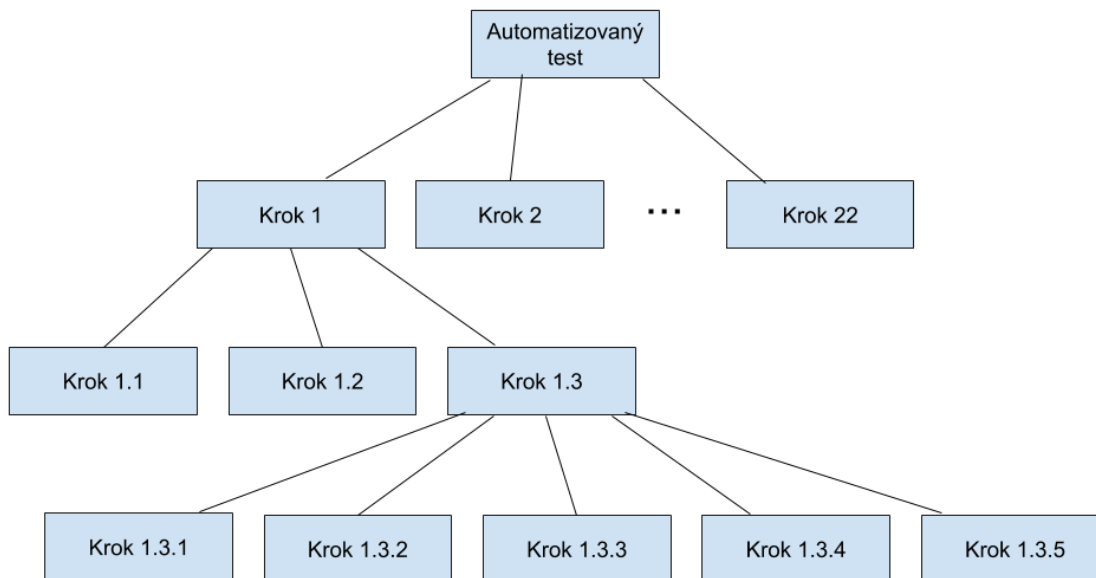 Automatizovaný
test
Krok 1
Krok 2
...
Krok 22
Krok 1.1
Krok 1.2
Krok 1.3
Krok 1.3.1
Krok 1.3.2
Krok 1.3.3
Krok 1.3.4
Krok 1.3.5